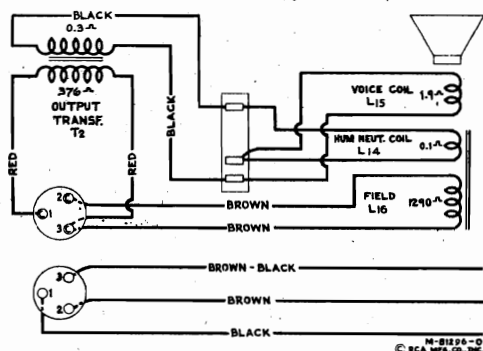 BLACK
0.3Ω
376Ω
OUTPUT
TRANSF.
T2
RED
RED
BLACK
VOICE COIL
L15
1.9Ω
HUM NEUT. COIL
L14
0.1Ω
FIELD
L16
1290Ω
2
1
3
BROWN
BROWN
3
1
2
BROWN-BLACK
BROWN
BLACK
M-81296-0
© RCA MFG. CO. INC.